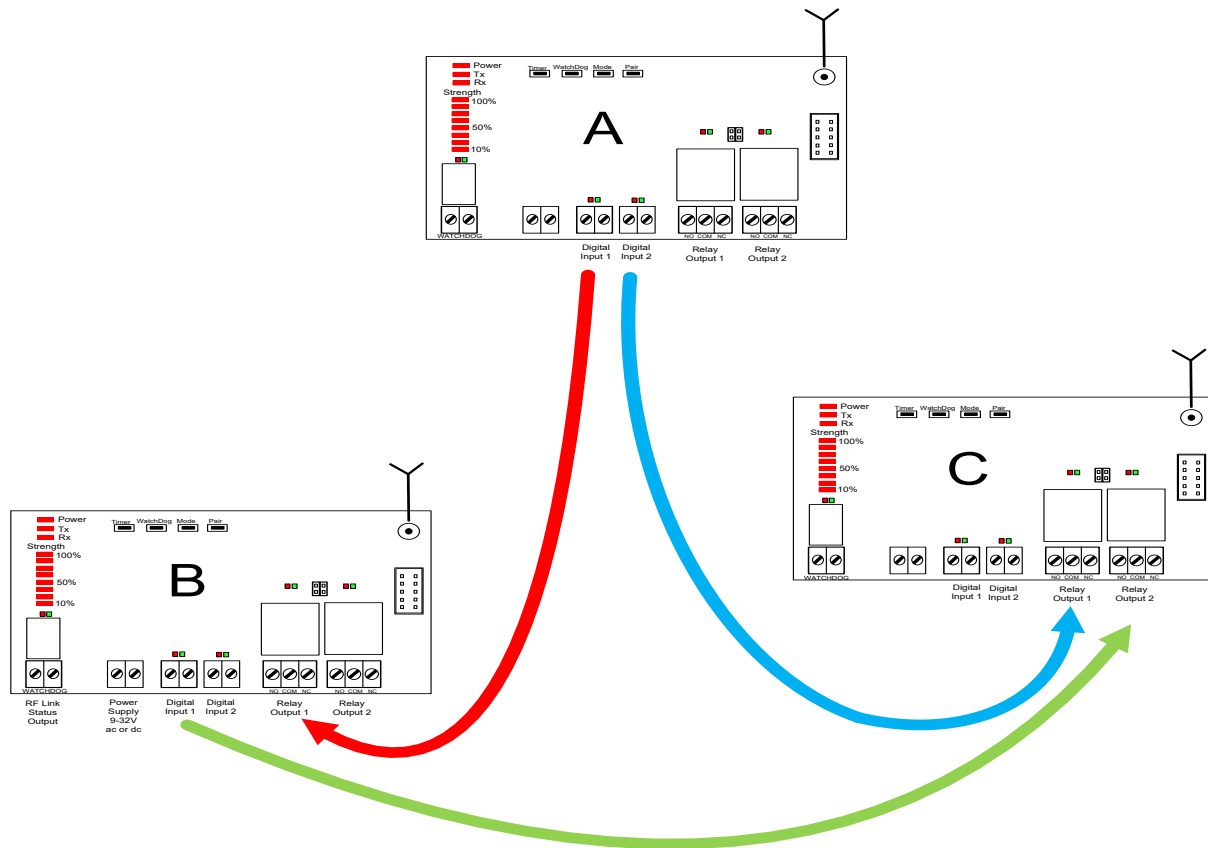 Power
Tx
Rx
Strength
100%
50%
10%
Timer WatchDog Mode Pair
A
WATCHDOG
NO COM NC
NO COM NC
Digital
Input 1
Digital
Input 2
Relay
Output 1
Relay
Output 2
Power
Tx
Rx
Strength
100%
50%
10%
Timer WatchDog Mode Pair
C
WATCHDOG
NO COM NC
NO COM NC
Digital
Input 1
Digital
Input 2
Relay
Output 1
Relay
Output 2
Power
Tx
Rx
Strength
100%
50%
10%
Timer WatchDog Mode Pair
B
WATCHDOG
NO COM NC
NO COM NC
RF Link
Status
Output
Power
Supply
9-32V
ac or dc
Digital
Input 1
Digital
Input 2
Relay
Output 1
Relay
Output 2